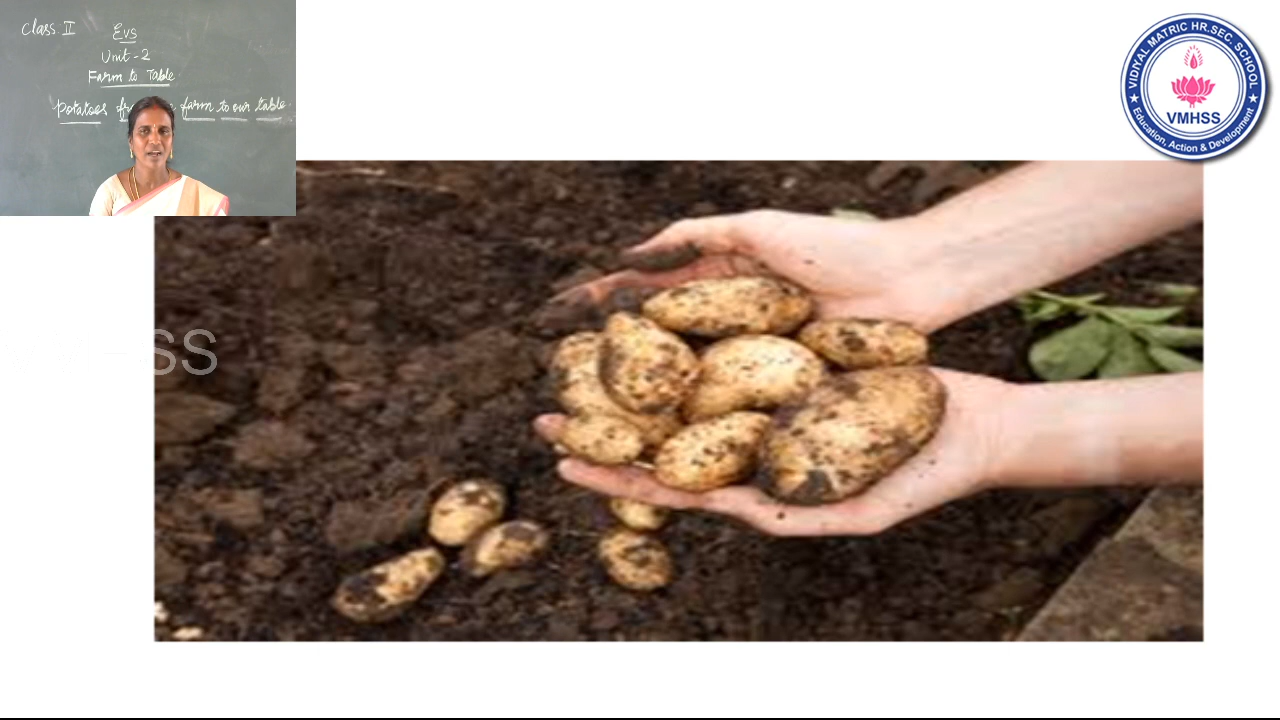 Class II
Evs
Unit - 2
Farm to Table
Potatoes farm to our table.
VIDIYAL MATRIC HR.SEC. SCHOOL
VMHSS
Education, Action & Development
SS